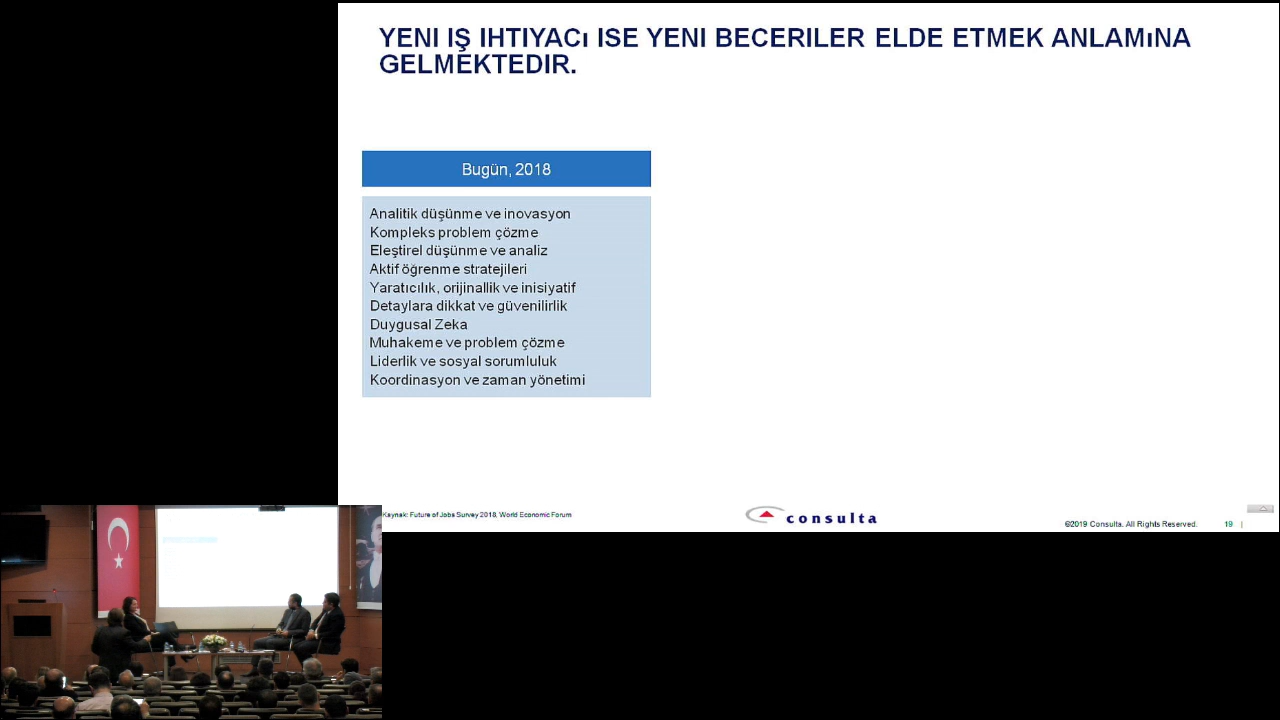 YENI IŞ IHTIYACı ISE YENI BECERILER ELDE ETMEK ANLAMıNA
GELMEKTEDIR.
Bugün, 2018
Analitik düşünme ve inovasyon
Kompleks problem çözme
Eleştirel düşünme ve analiz
Aktif öğrenme stratejileri
Yaratıcılık, orijinallik ve inisiyatif
Detaylara dikkat ve güvenilirlik
Duygusal Zeka
Muhakeme ve problem çözme
Liderlik ve sosyal sorumluluk
Koordinasyon ve zaman yönetimi
Kaynak: Future of Jobs Survey 2018, World Economic Forum
consulta
©2019 Consulta. All Rights Reserved. 19 |